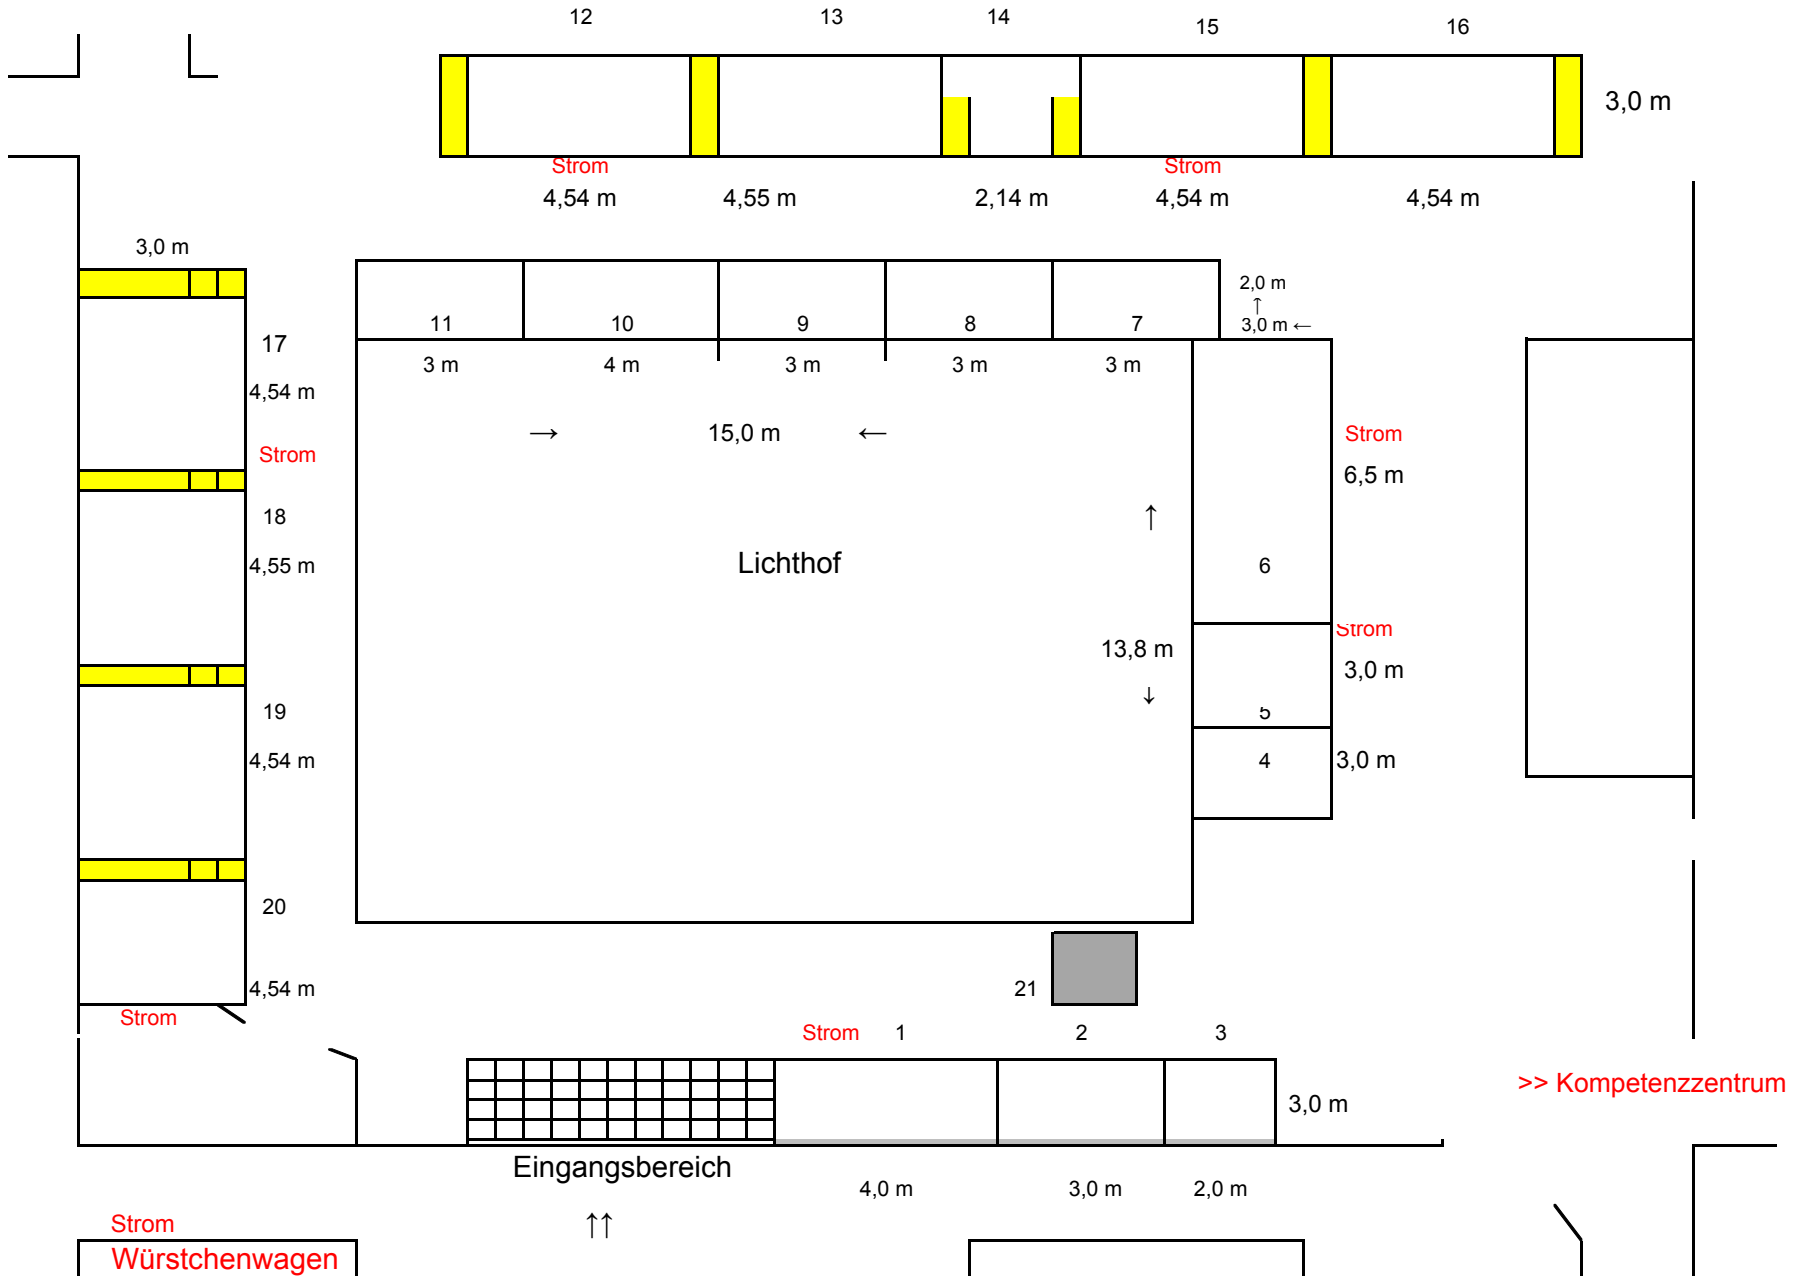 12 13 14 15 16
3,0 m
Strom Strom
4,54 m 4,55 m 2,14 m 4,54 m 4,54 m
3,0 m
2,0 m
↑
11 10 9 8 7 3,0 m ←
17
3 m 4 m 3 m 3 m 3 m
4,54 m
→ 15,0 m ← Strom
Strom
6,5 m
18 ↑
Lichthof
4,55 m 6
Strom
13,8 m
3,0 m
↓
19 5
4,54 m 4 3,0 m
20
4,54 m 21
Strom
Strom 1 2 3
>> Kompetenzzentrum
3,0 m
Eingangsbereich
4,0 m 3,0 m 2,0 m
Strom ↑↑
Würstchenwagen